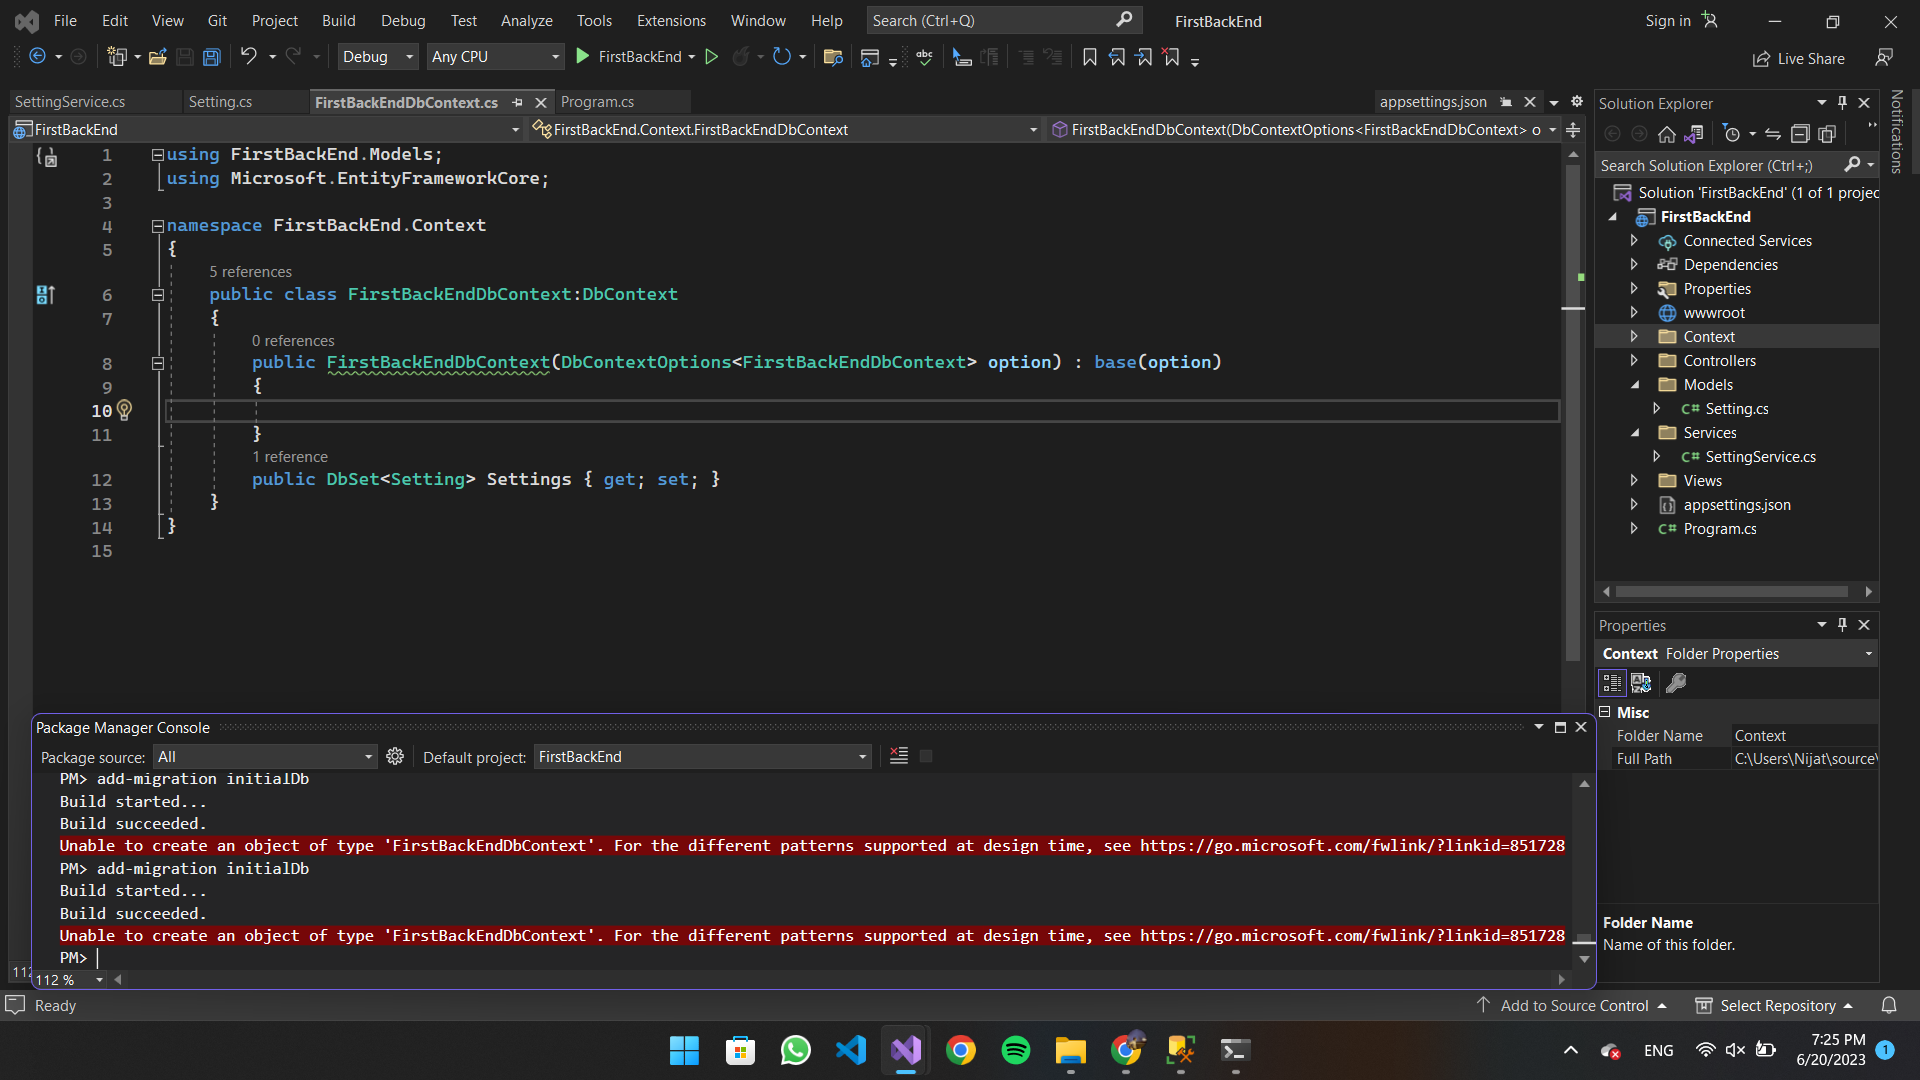 File Edit View Git Project Build Debug Test Analyze Tools Extensions Window Help Search (Ctrl+Q) FirstBackEnd Sign in
Debug Any CPU FirstBackEnd Live Share
SettingService.cs Setting.cs FirstBackEndDbContext.cs Program.cs appsettings.json
FirstBackEnd FirstBackEnd.Context.FirstBackEndDbContext FirstBackEndDbContext(DbContextOptions<FirstBackEndDbContext> o
1 using FirstBackEnd.Models;
2 using Microsoft.EntityFrameworkCore;
3
4 namespace FirstBackEnd.Context
5 {
5 references
6 public class FirstBackEndDbContext:DbContext
7 {
0 references
8 public FirstBackEndDbContext(DbContextOptions<FirstBackEndDbContext> option) : base(option)
9 {
10
11 }
1 reference
12 public DbSet<Setting> Settings { get; set; }
13 }
14 }
15
Solution Explorer
Search Solution Explorer (Ctrl+;)
Solution 'FirstBackEnd' (1 of 1 projec
FirstBackEnd
Connected Services
Dependencies
Properties
wwwroot
Context
Controllers
Models
C# Setting.cs
Services
C# SettingService.cs
Views
appsettings.json
C# Program.cs
Notifications
Properties
Context Folder Properties
Misc
Folder Name Context
Full Path C:\Users\Nijat\source\
Folder Name
Name of this folder.
Package Manager Console
Package source: All Default project: FirstBackEnd
PM> add-migration initialDb
Build started...
Build succeeded.
Unable to create an object of type 'FirstBackEndDbContext'. For the different patterns supported at design time, see https://go.microsoft.com/fwlink/?linkid=851728
PM> add-migration initialDb
Build started...
Build succeeded.
Unable to create an object of type 'FirstBackEndDbContext'. For the different patterns supported at design time, see https://go.microsoft.com/fwlink/?linkid=851728
PM>
112
112 %
Ready Add to Source Control Select Repository
ENG 7:25 PM
6/20/2023 1